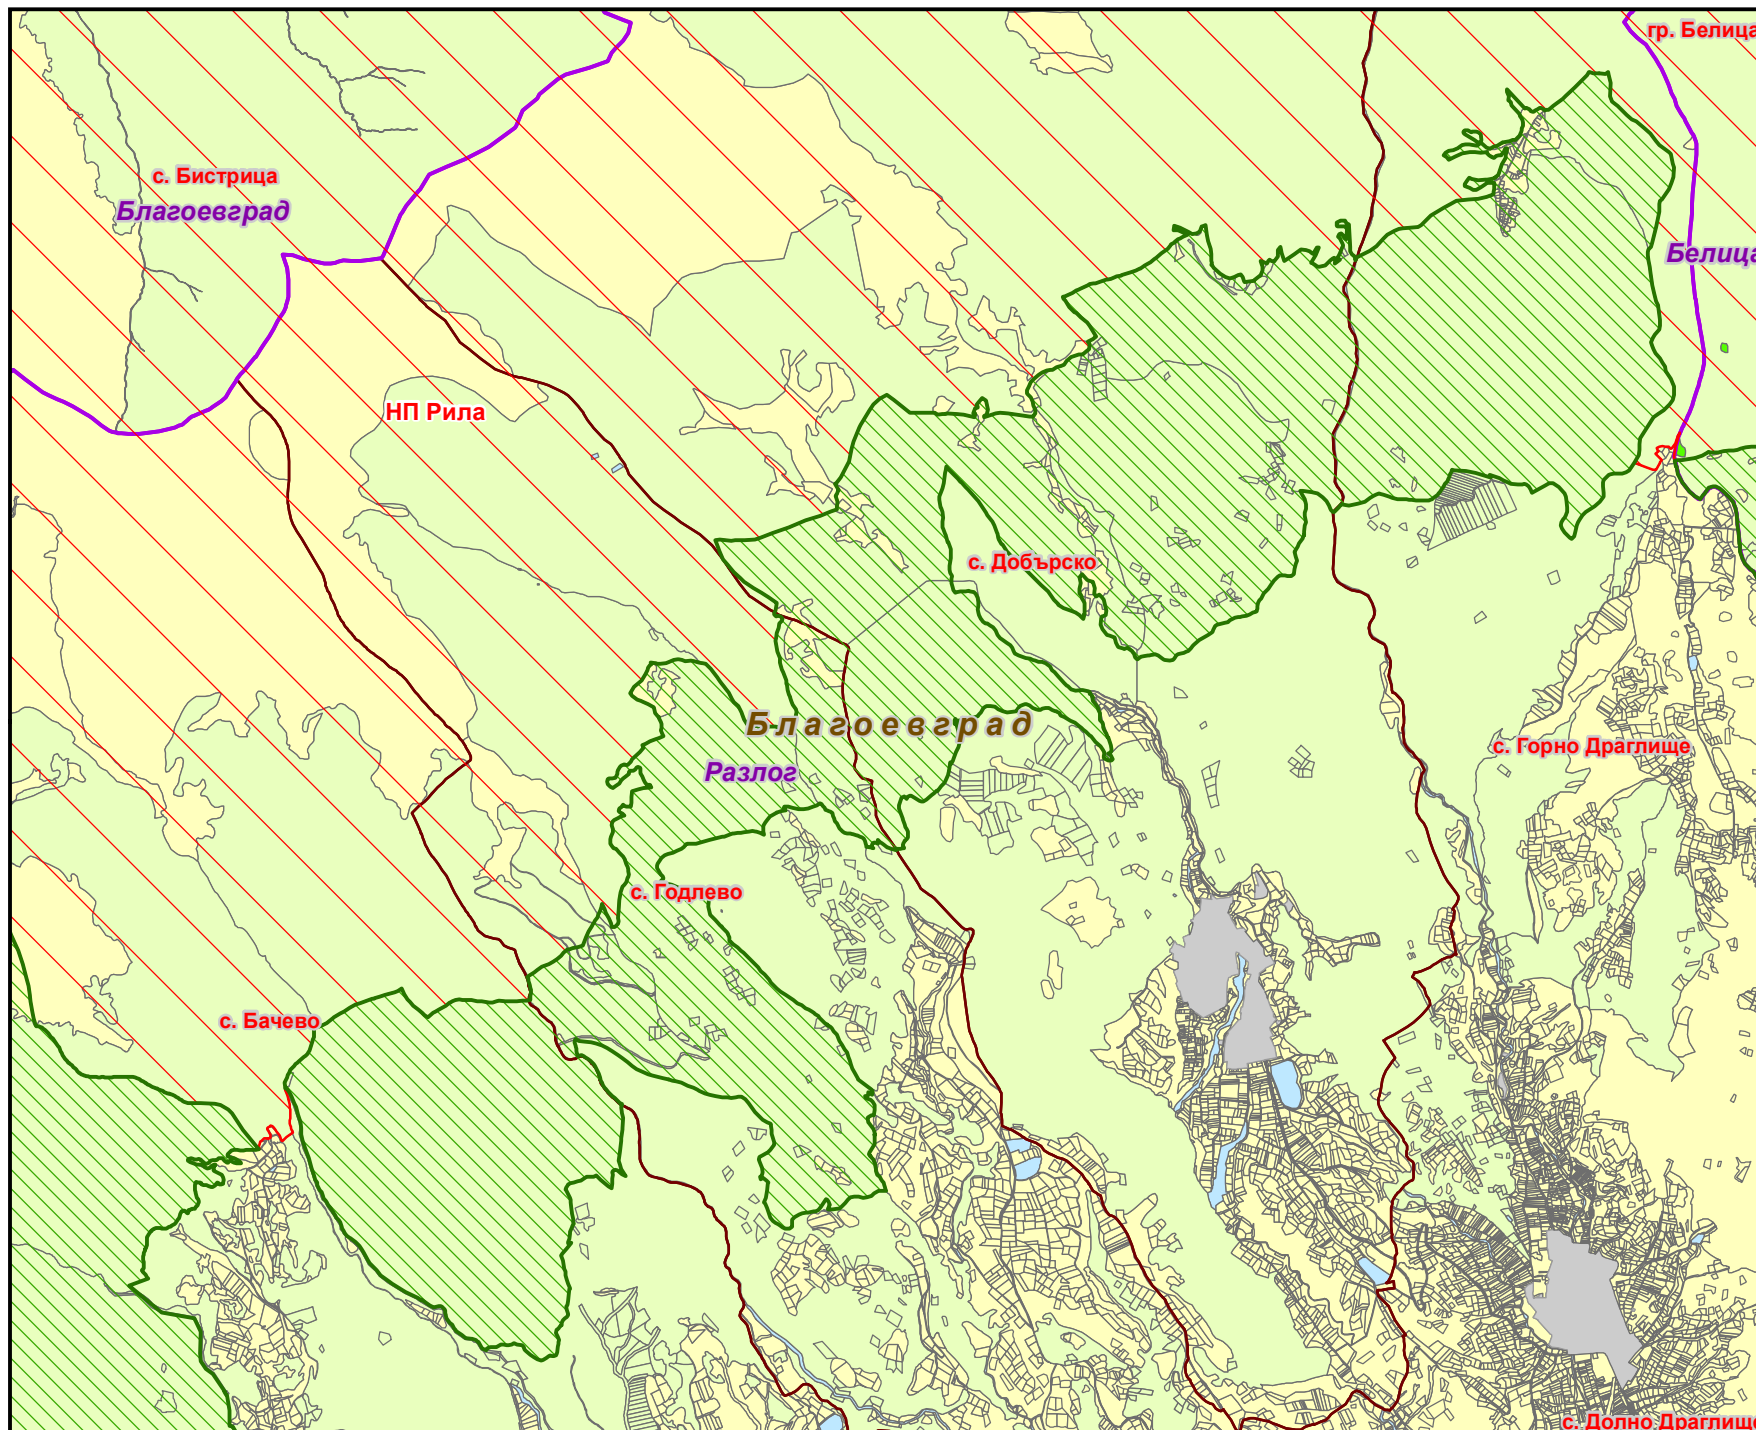 гр. Белица
с. Бистрица
Благоевград
Белица
НП Рила
с. Добърско
Благоевград
с. Горно Драглище
Разлог
с. Годлево
с. Бачево
с. Долно Драглище